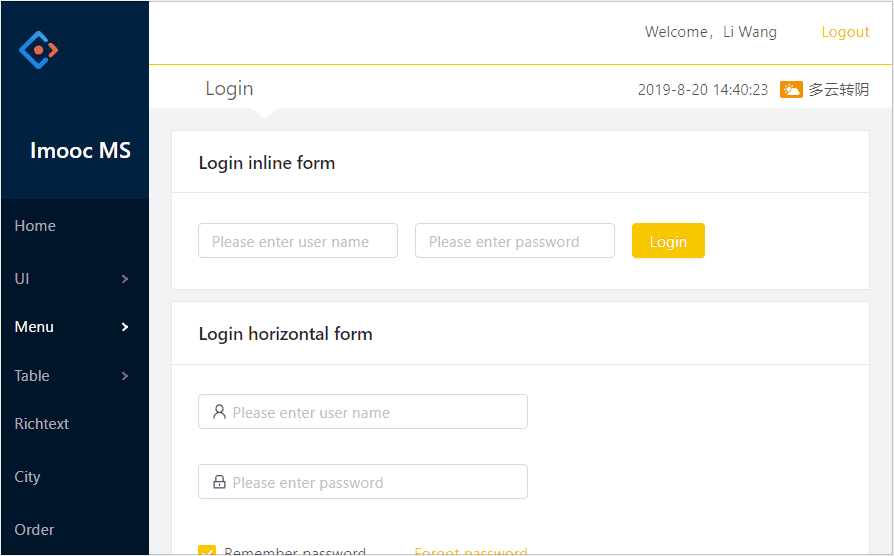 Welcome，Li Wang Logout
Imooc MS
Home
UI
Menu
Table
Richtext
City
Order
Login 2019-8-20 14:40:23 多云转阴
Login inline form
Please enter user name Please enter password Login
Login horizontal form
Please enter user name
Please enter password
Remember password Forgot password